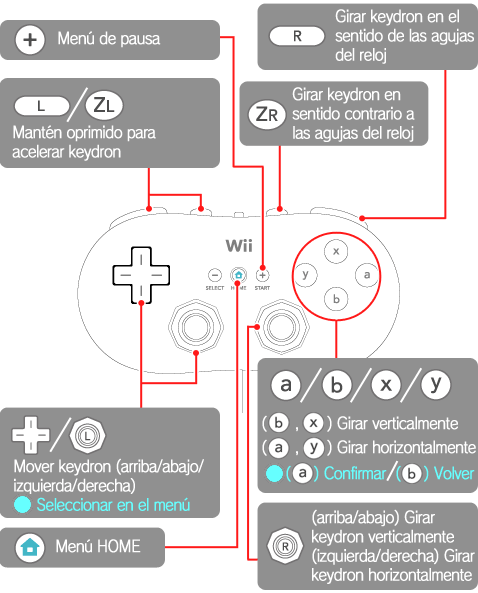 + Menú de pausa
R
Girar keydron en el
sentido de las agujas
del reloj
L / ZL
Mantén oprimido para
acelerar keydron
ZR
Girar keydron en
sentido contrario a
las agujas del reloj
Wii
x
y
a
b
SELECT
HOME
START
L
Mover keydron (arriba/abajo/
izquierda/derecha)
Seleccionar en el menú
a / b / x / y
( b , x ) Girar verticalmente
( a , y ) Girar horizontalmente
( a ) Confirmar/( b ) Volver
Menú HOME
R
(arriba/abajo) Girar
keydron verticalmente
(izquierda/derecha) Girar
keydron horizontalmente